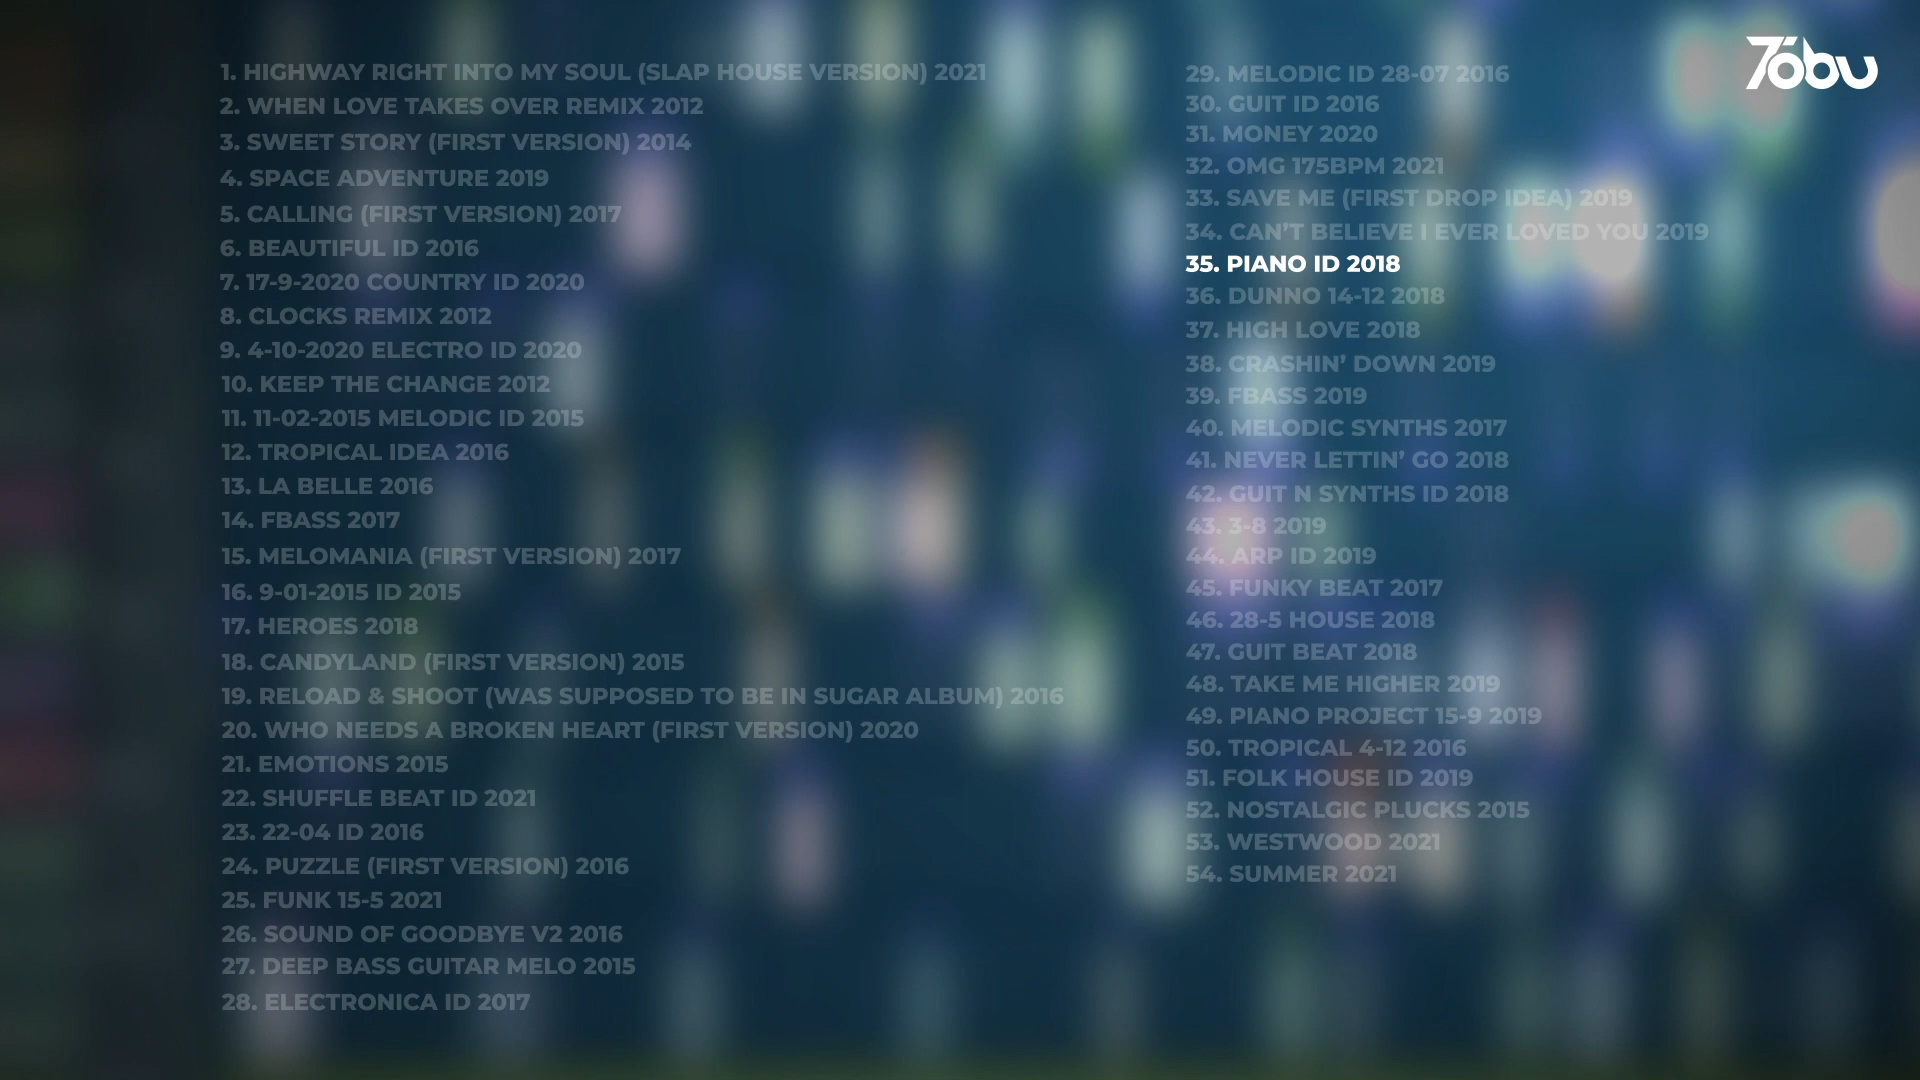 1. HIGHWAY RIGHT INTO MY SOUL (SLAP HOUSE VERSION) 2021
2. WHEN LOVE TAKES OVER REMIX 2012
3. SWEET STORY (FIRST VERSION) 2014
4. SPACE ADVENTURE 2019
5. CALLING (FIRST VERSION) 2017
6. BEAUTIFUL ID 2016
7. 17-9-2020 COUNTRY ID 2020
8. CLOCKS REMIX 2012
9. 4-10-2020 ELECTRO ID 2020
10. KEEP THE CHANGE 2012
11. 11-02-2015 MELODIC ID 2015
12. TROPICAL IDEA 2016
13. LA BELLE 2016
14. FBASS 2017
15. MELOMANIA (FIRST VERSION) 2017
16. 9-01-2015 ID 2015
17. HEROES 2018
18. CANDYLAND (FIRST VERSION) 2015
19. RELOAD & SHOOT (WAS SUPPOSED TO BE IN SUGAR ALBUM) 2016
20. WHO NEEDS A BROKEN HEART (FIRST VERSION) 2020
21. EMOTIONS 2015
22. SHUFFLE BEAT ID 2021
23. 22-04 ID 2016
24. PUZZLE (FIRST VERSION) 2016
25. FUNK 15-5 2021
26. SOUND OF GOODBYE V2 2016
27. DEEP BASS GUITAR MELO 2015
28. ELECTRONICA ID 2017
29. MELODIC ID 28-07 2016
30. GUIT ID 2016
31. MONEY 2020
32. OMG 175BPM 2021
33. SAVE ME (FIRST DROP IDEA) 2019
34. CAN’T BELIEVE I EVER LOVED YOU 2019
35. PIANO ID 2018
36. DUNNO 14-12 2018
37. HIGH LOVE 2018
38. CRASHIN’ DOWN 2019
39. FBASS 2019
40. MELODIC SYNTHS 2017
41. NEVER LETTIN’ GO 2018
42. GUIT N SYNTHS ID 2018
43. 3-8 2019
44. ARP ID 2019
45. FUNKY BEAT 2017
46. 28-5 HOUSE 2018
47. GUIT BEAT 2018
48. TAKE ME HIGHER 2019
49. PIANO PROJECT 15-9 2019
50. TROPICAL 4-12 2016
51. FOLK HOUSE ID 2019
52. NOSTALGIC PLUCKS 2015
53. WESTWOOD 2021
54. SUMMER 2021
Tobu